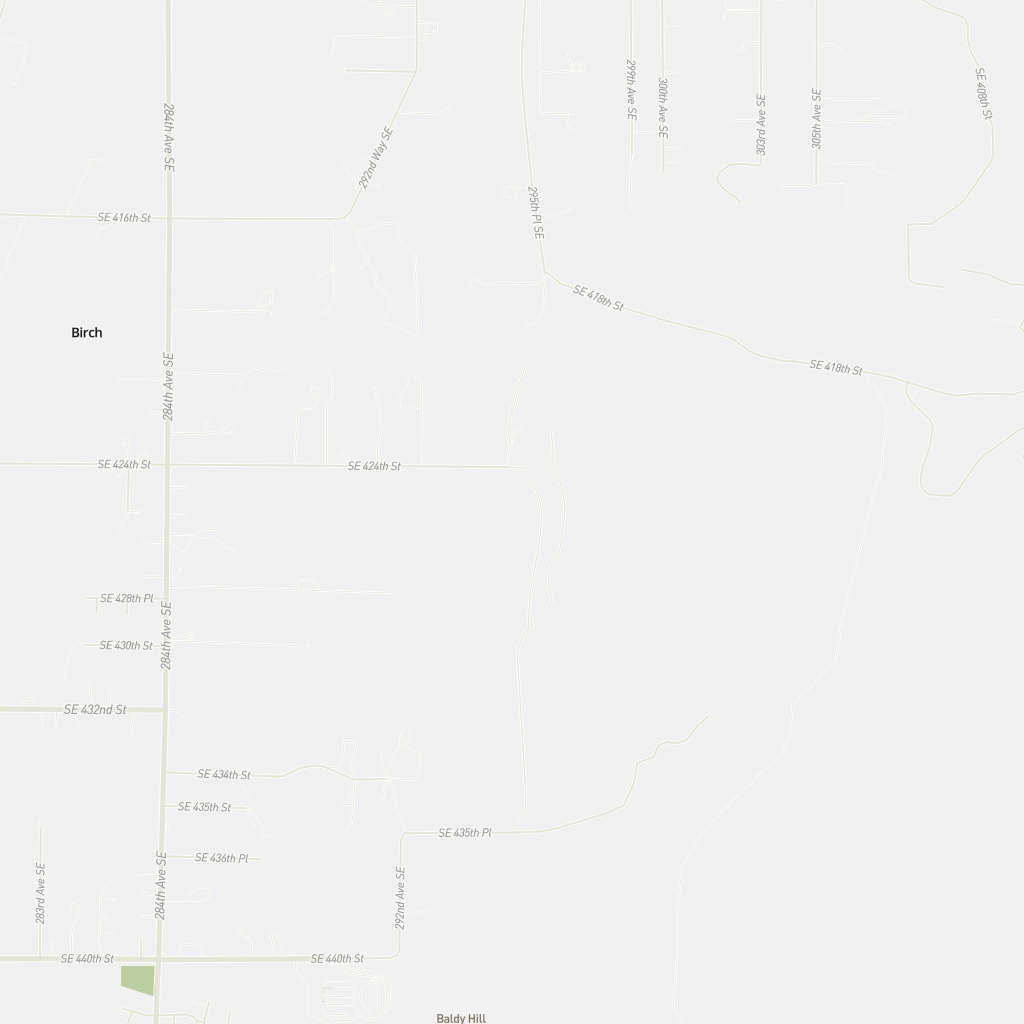 299th Ave SE
300th Ave SE
303rd Ave SE
305th Ave SE
SE 408th St
284th Ave SE
292nd Way SE
295th Pl SE
SE 416th St
SE 418th St
Birch
284th Ave SE
SE 418th St
SE 424th St
SE 424th St
SE 428th Pl
284th Ave SE
SE 430th St
SE 432nd St
SE 434th St
SE 435th St
SE 435th Pl
SE 436th Pl
283rd Ave SE
284th Ave SE
292nd Ave SE
SE 440th St
SE 440th St
Baldy Hill